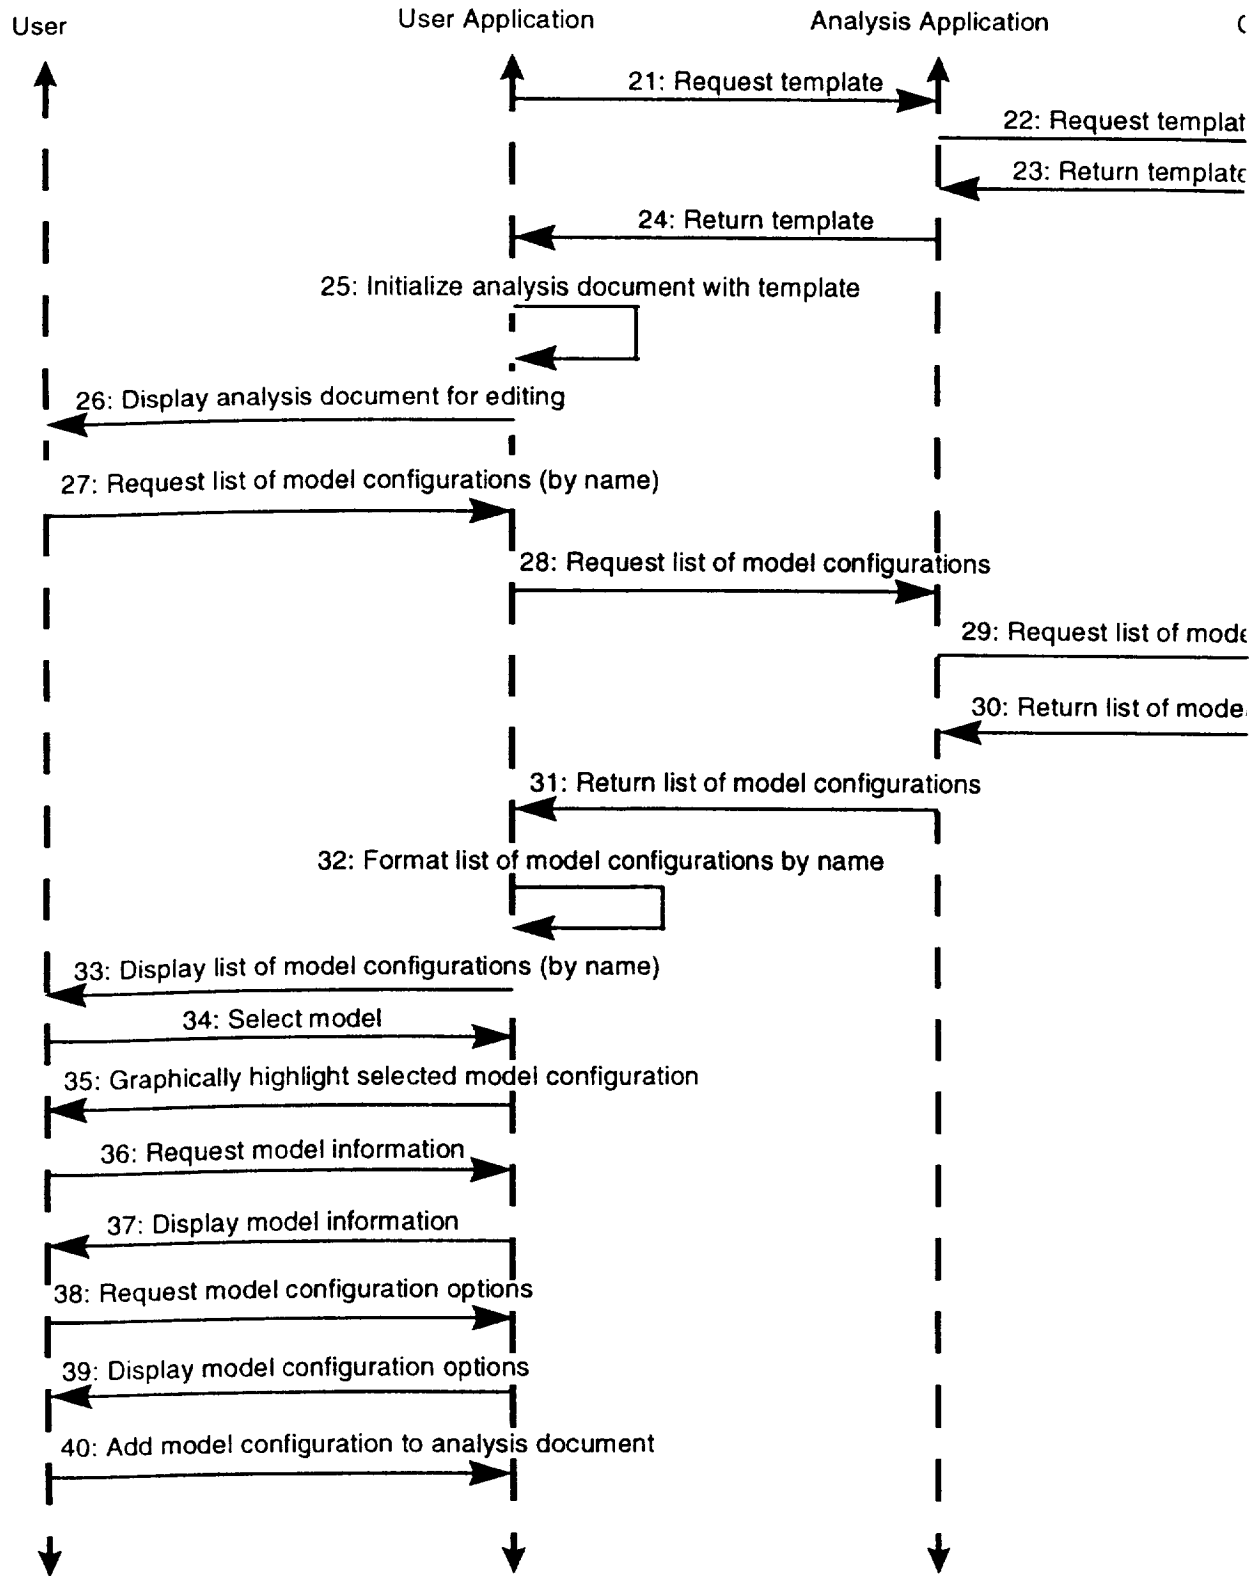 User
User Application
Analysis Application
21: Request template
22: Request templat
23: Return template
24: Return template
25: Initialize analysis document with template
26: Display analysis document for editing
27: Request list of model configurations (by name)
28: Request list of model configurations
29: Request list of mode
30: Return list of mode
31: Return list of model configurations
32: Format list of model configurations by name
33: Display list of model configurations (by name)
34: Select model
35: Graphically highlight selected model configuration
36: Request model information
37: Display model information
38: Request model configuration options
39: Display model configuration options
40: Add model configuration to analysis document